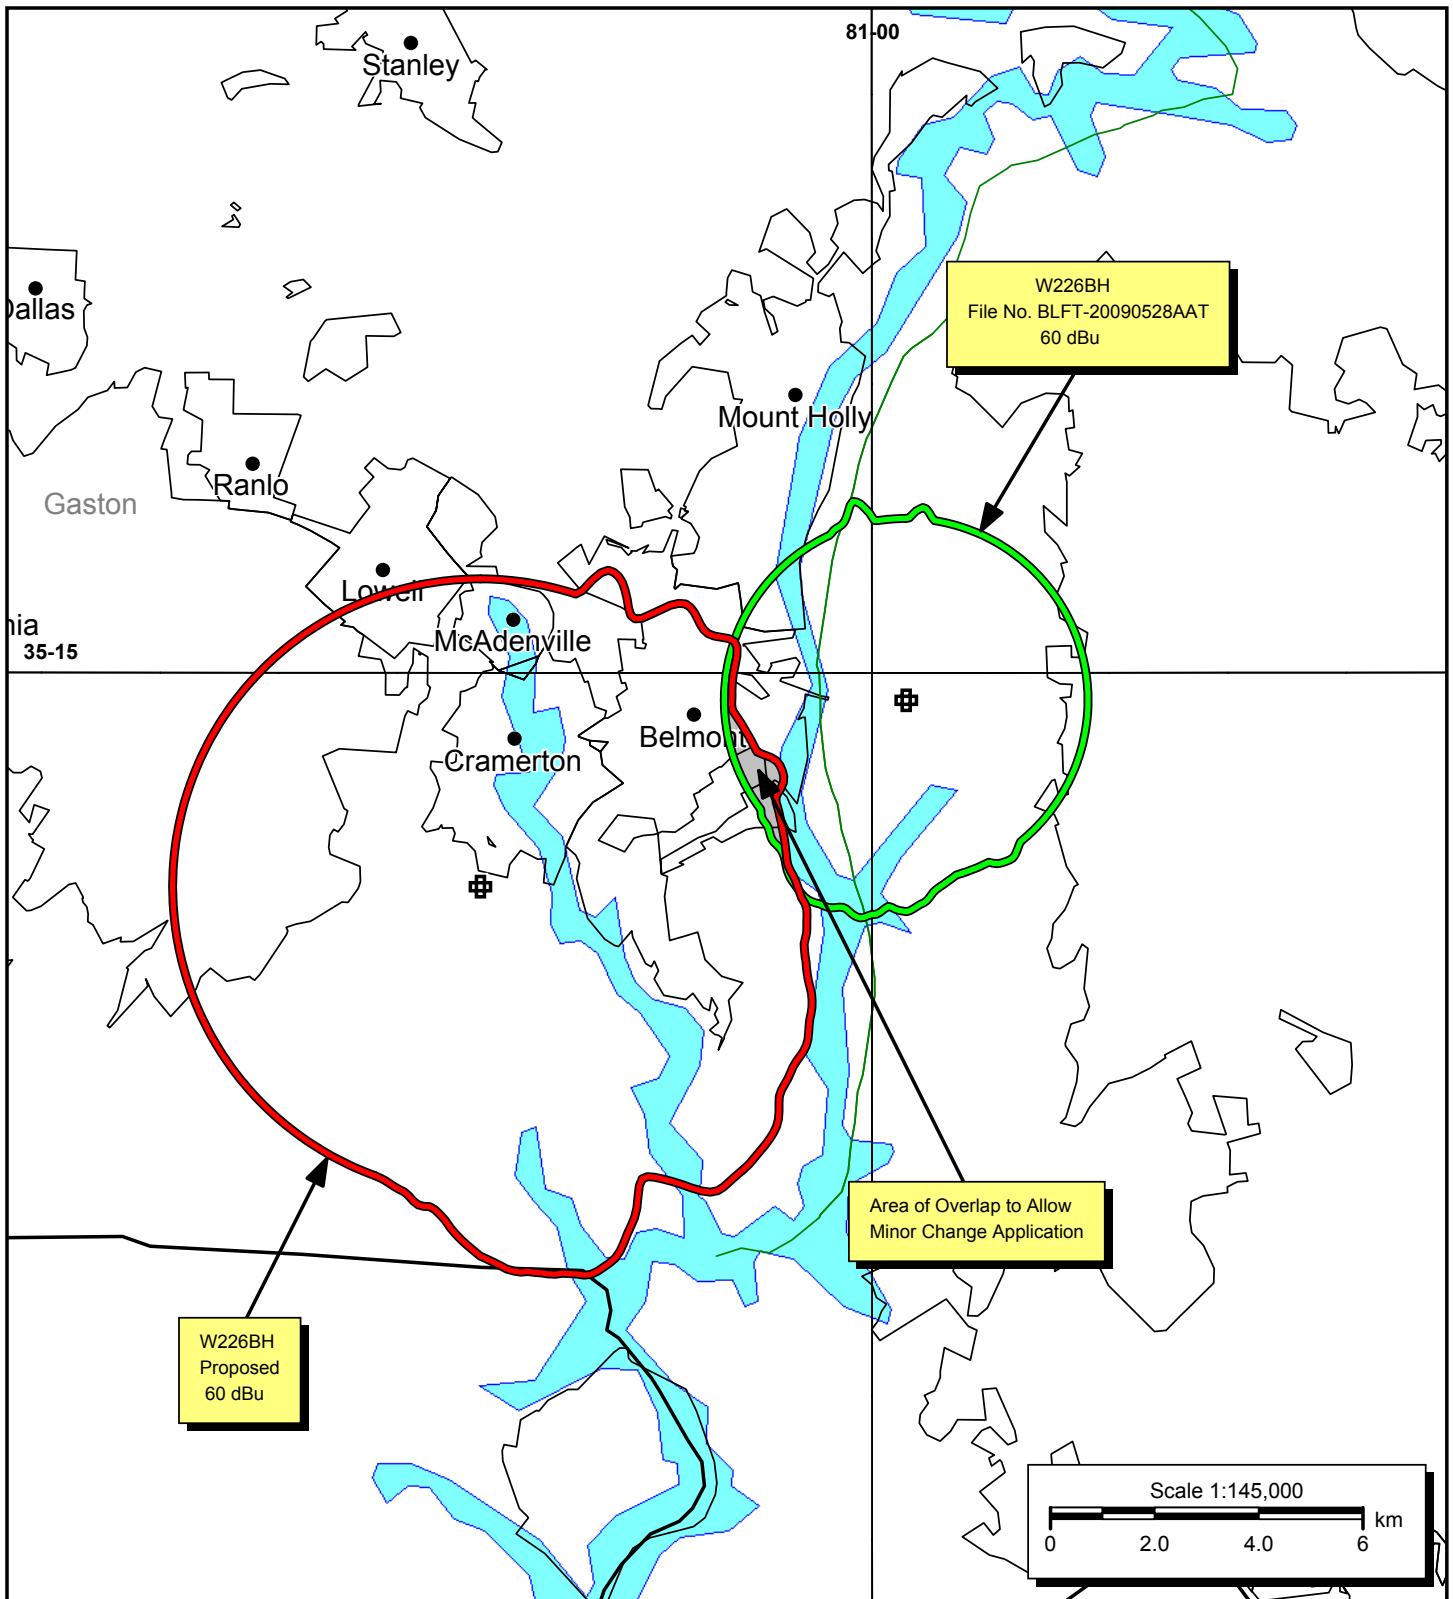 81-00
Stanley
W226BH
File No. BLFT-20090528AAT
60 dBu
Dallas
Mount Holly
Ranlo
Gaston
Lowell
nia
McAdenville
35-15
Belmont
Cramerton
Area of Overlap to Allow
Minor Change Application
W226BH
Proposed
60 dBu
Scale 1:145,000
km
0 2.0 4.0 6